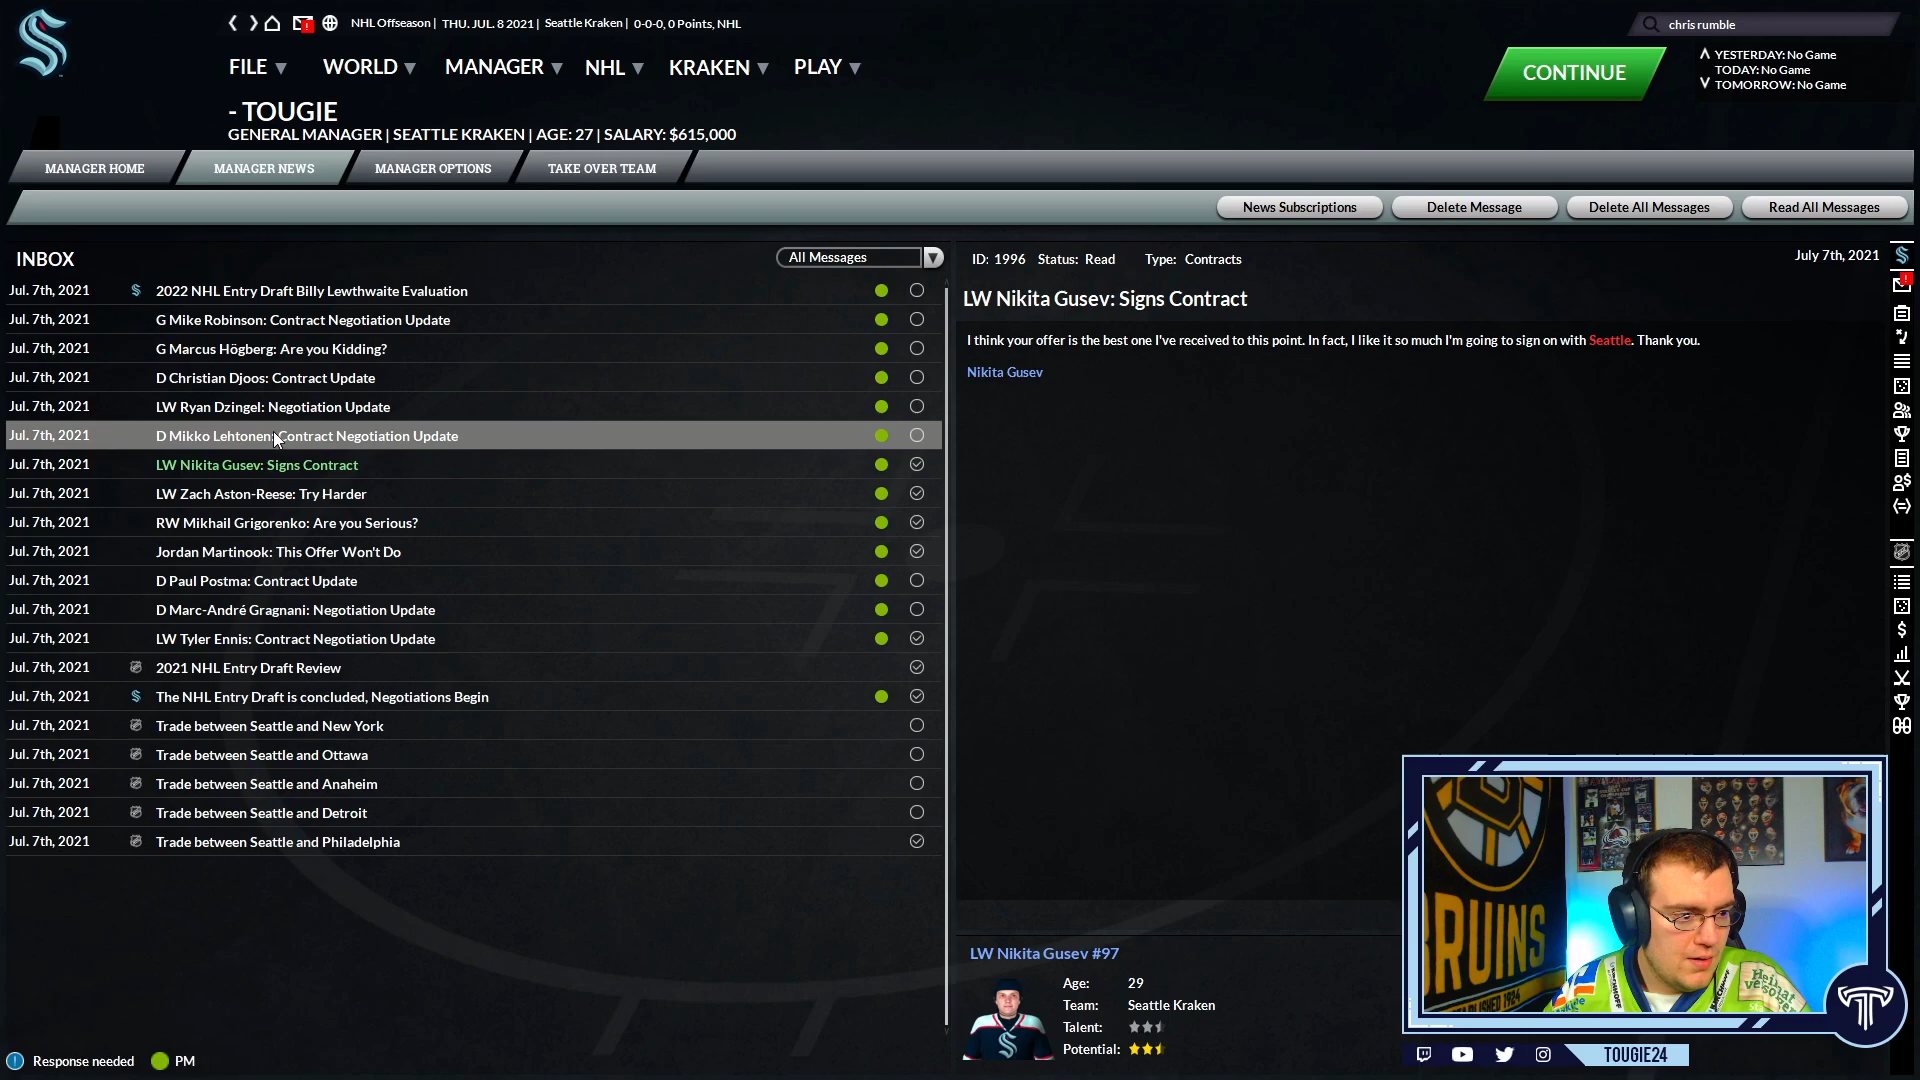 NHL Offseason | THU. JUL. 8 2021 | Seattle Kraken | 0-0-0, 0 Points, NHL
chris rumble
FILE WORLD MANAGER NHL KRAKEN PLAY
CONTINUE
YESTERDAY: No Game
TODAY: No Game
TOMORROW: No Game
- TOUGIE
GENERAL MANAGER | SEATTLE KRAKEN | AGE: 27 | SALARY: $615,000
MANAGER HOME MANAGER NEWS MANAGER OPTIONS TAKE OVER TEAM
News Subscriptions Delete Message Delete All Messages Read All Messages
INBOX All Messages
Jul. 7th, 2021 2022 NHL Entry Draft Billy Lewthwaite Evaluation
Jul. 7th, 2021 G Mike Robinson: Contract Negotiation Update
Jul. 7th, 2021 G Marcus Högberg: Are you Kidding?
Jul. 7th, 2021 D Christian Djoos: Contract Update
Jul. 7th, 2021 LW Ryan Dzingel: Negotiation Update
Jul. 7th, 2021 D Mikko Lehtonen: Contract Negotiation Update
Jul. 7th, 2021 LW Nikita Gusev: Signs Contract
Jul. 7th, 2021 LW Zach Aston-Reese: Try Harder
Jul. 7th, 2021 RW Mikhail Grigorenko: Are you Serious?
Jul. 7th, 2021 Jordan Martinook: This Offer Won't Do
Jul. 7th, 2021 D Paul Postma: Contract Update
Jul. 7th, 2021 D Marc-André Gragnani: Negotiation Update
Jul. 7th, 2021 LW Tyler Ennis: Contract Negotiation Update
Jul. 7th, 2021 2021 NHL Entry Draft Review
Jul. 7th, 2021 The NHL Entry Draft is concluded, Negotiations Begin
Jul. 7th, 2021 Trade between Seattle and New York
Jul. 7th, 2021 Trade between Seattle and Ottawa
Jul. 7th, 2021 Trade between Seattle and Anaheim
Jul. 7th, 2021 Trade between Seattle and Detroit
Jul. 7th, 2021 Trade between Seattle and Philadelphia
Response needed PM
ID: 1996 Status: Read Type: Contracts July 7th, 2021
LW Nikita Gusev: Signs Contract
I think your offer is the best one I've received to this point. In fact, I like it so much I'm going to sign on with Seattle. Thank you.
Nikita Gusev
LW Nikita Gusev #97
Age: 29
Team: Seattle Kraken
Talent:
Potential:
BRUINS
Heimat
TOUGIE24